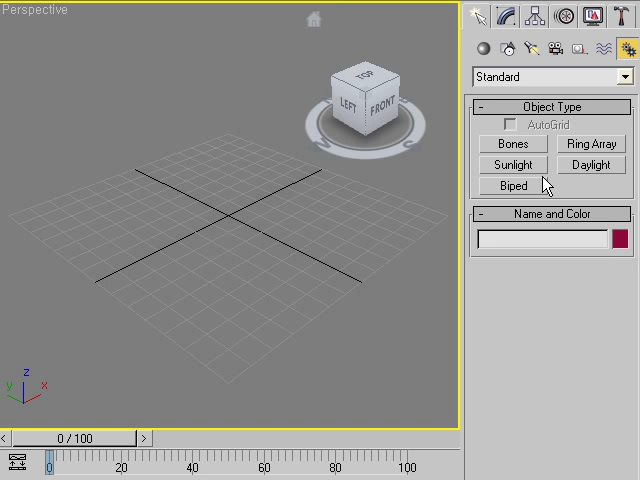 Perspective
TOP
LEFT
FRONT
S
Standard
- Object Type
AutoGrid
Bones Ring Array
Sunlight Daylight
Biped
- Name and Color
z
y x
< 0 / 100 >
0 20 40 60 80 100